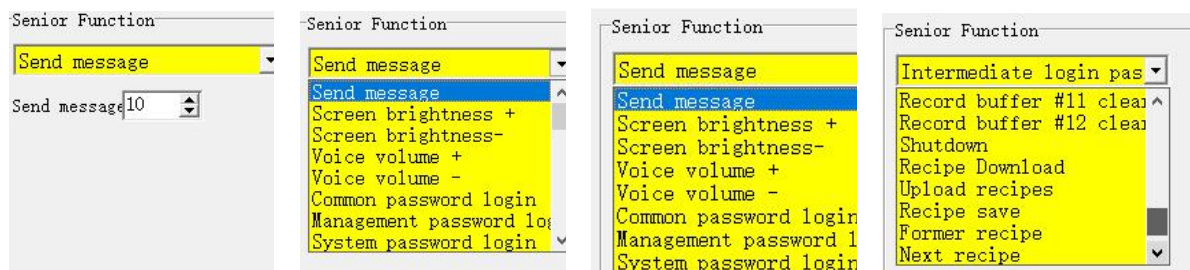 Senior Function
Send message
Send message 10
Senior Function
Send message
Send message
Screen brightness +
Screen brightness-
Voice volume +
Voice volume -
Common password login
Management password log
System password login
Senior Function
Send message
Send message
Screen brightness +
Screen brightness-
Voice volume +
Voice volume -
Common password login
Management password l
System password login
Senior Function
Intermediate login pas
Record buffer #11 clear
Record buffer #12 clear
Shutdown
Recipe Download
Upload recipes
Recipe save
Former recipe
Next recipe